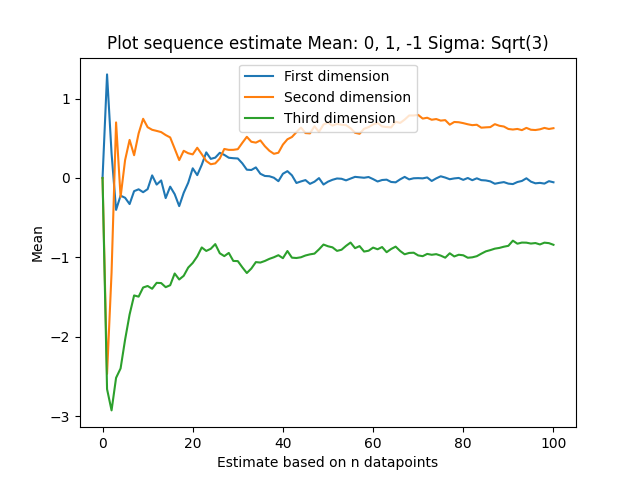 Plot sequence estimate Mean: 0, 1, -1 Sigma: Sqrt(3)
First dimension
Second dimension
Third dimension
1
0
−1
−2
−3
Mean
0
20
40
60
80
100
Estimate based on n datapoints